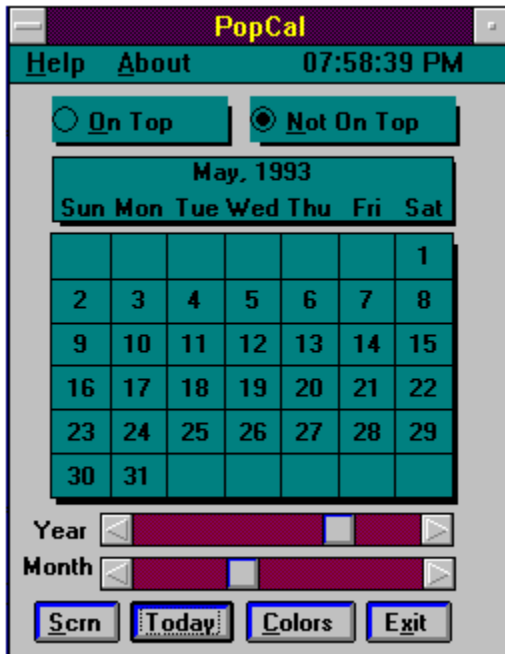 PopCal
Help About 07:58:39 PM
On Top Not On Top
May, 1993
Sun Mon Tue Wed Thu Fri Sat
1
2 3 4 5 6 7 8
9 10 11 12 13 14 15
16 17 18 19 20 21 22
23 24 25 26 27 28 29
30 31
Year
Month
Scrn Today Colors Exit